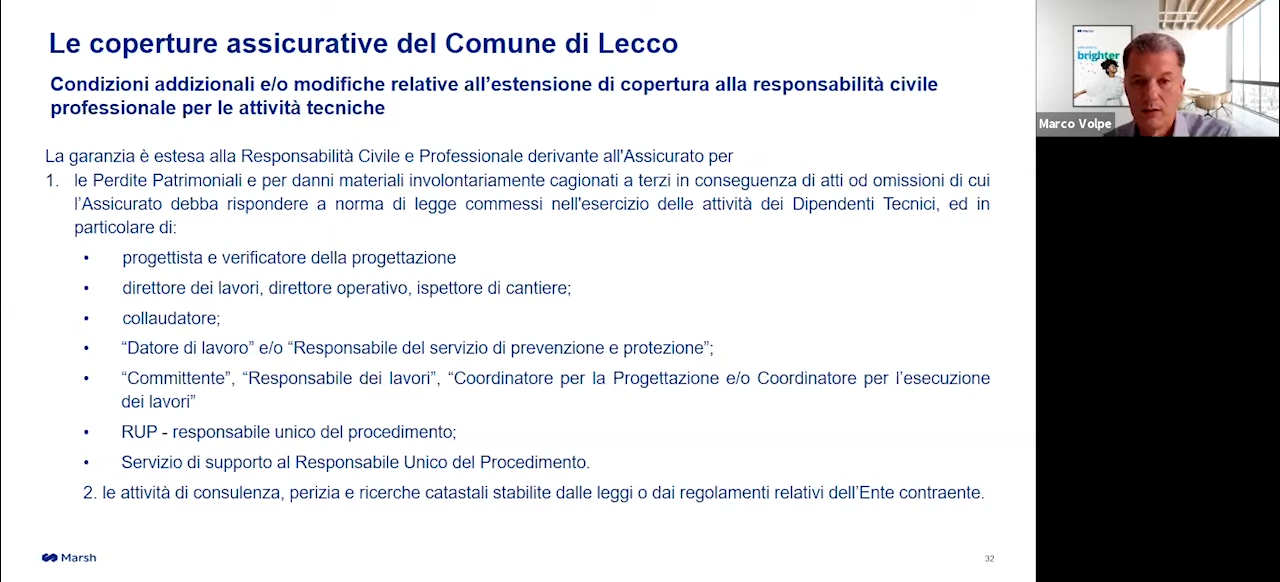 Le coperture assicurative del Comune di Lecco
Condizioni addizionali e/o modifiche relative all’estensione di copertura alla responsabilità civile
professionale per le attività tecniche
La garanzia è estesa alla Responsabilità Civile e Professionale derivante all'Assicurato per
1. le Perdite Patrimoniali e per danni materiali involontariamente cagionati a terzi in conseguenza di atti od omissioni di cui
l’Assicurato debba rispondere a norma di legge commessi nell'esercizio delle attività dei Dipendenti Tecnici, ed in
particolare di:
• progettista e verificatore della progettazione
• direttore dei lavori, direttore operativo, ispettore di cantiere;
• collaudatore;
• “Datore di lavoro” e/o “Responsabile del servizio di prevenzione e protezione”;
• “Committente”, “Responsabile dei lavori”, “Coordinatore per la Progettazione e/o Coordinatore per l’esecuzione
dei lavori”
• RUP - responsabile unico del procedimento;
• Servizio di supporto al Responsabile Unico del Procedimento.
2. le attività di consulenza, perizia e ricerche catastali stabilite dalle leggi o dai regolamenti relativi dell’Ente contraente.
Marsh
32
brighter
Marco Volpe